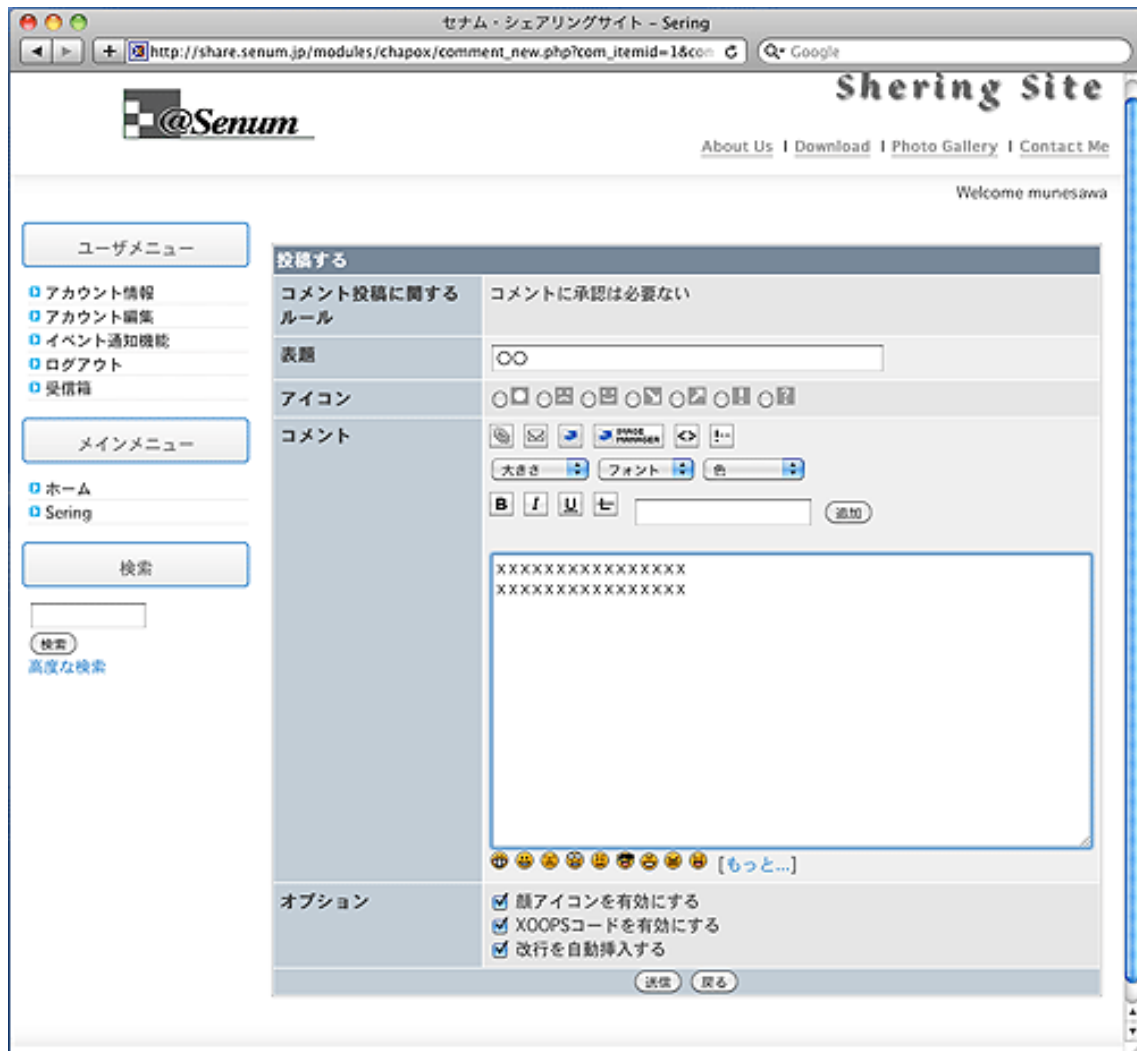 セナム・シェアリングサイト – Sering
http://share.senum.jp/modules/chapox/comment_new.php?com_itemid=1&com
Google
Shering Site
@Senum
About Us | Download | Photo Gallery | Contact Me
Welcome munesawa
ユーザメニュー
アカウント情報
アカウント編集
イベント通知機能
ログアウト
受信箱
メインメニュー
ホーム
Sering
検索
検索
高度な検索
投稿する
コメント投稿に関する
ルール
コメントに承認は必要ない
表題
○○
アイコン
コメント
IMAGE
MANAGER
大きさ
フォント
色
B I U
追加
xxxxxxxxxxxxxxxx
xxxxxxxxxxxxxxxx
[もっと...]
オプション
顔アイコンを有効にする
XOOPSコードを有効にする
改行を自動挿入する
送信 戻る